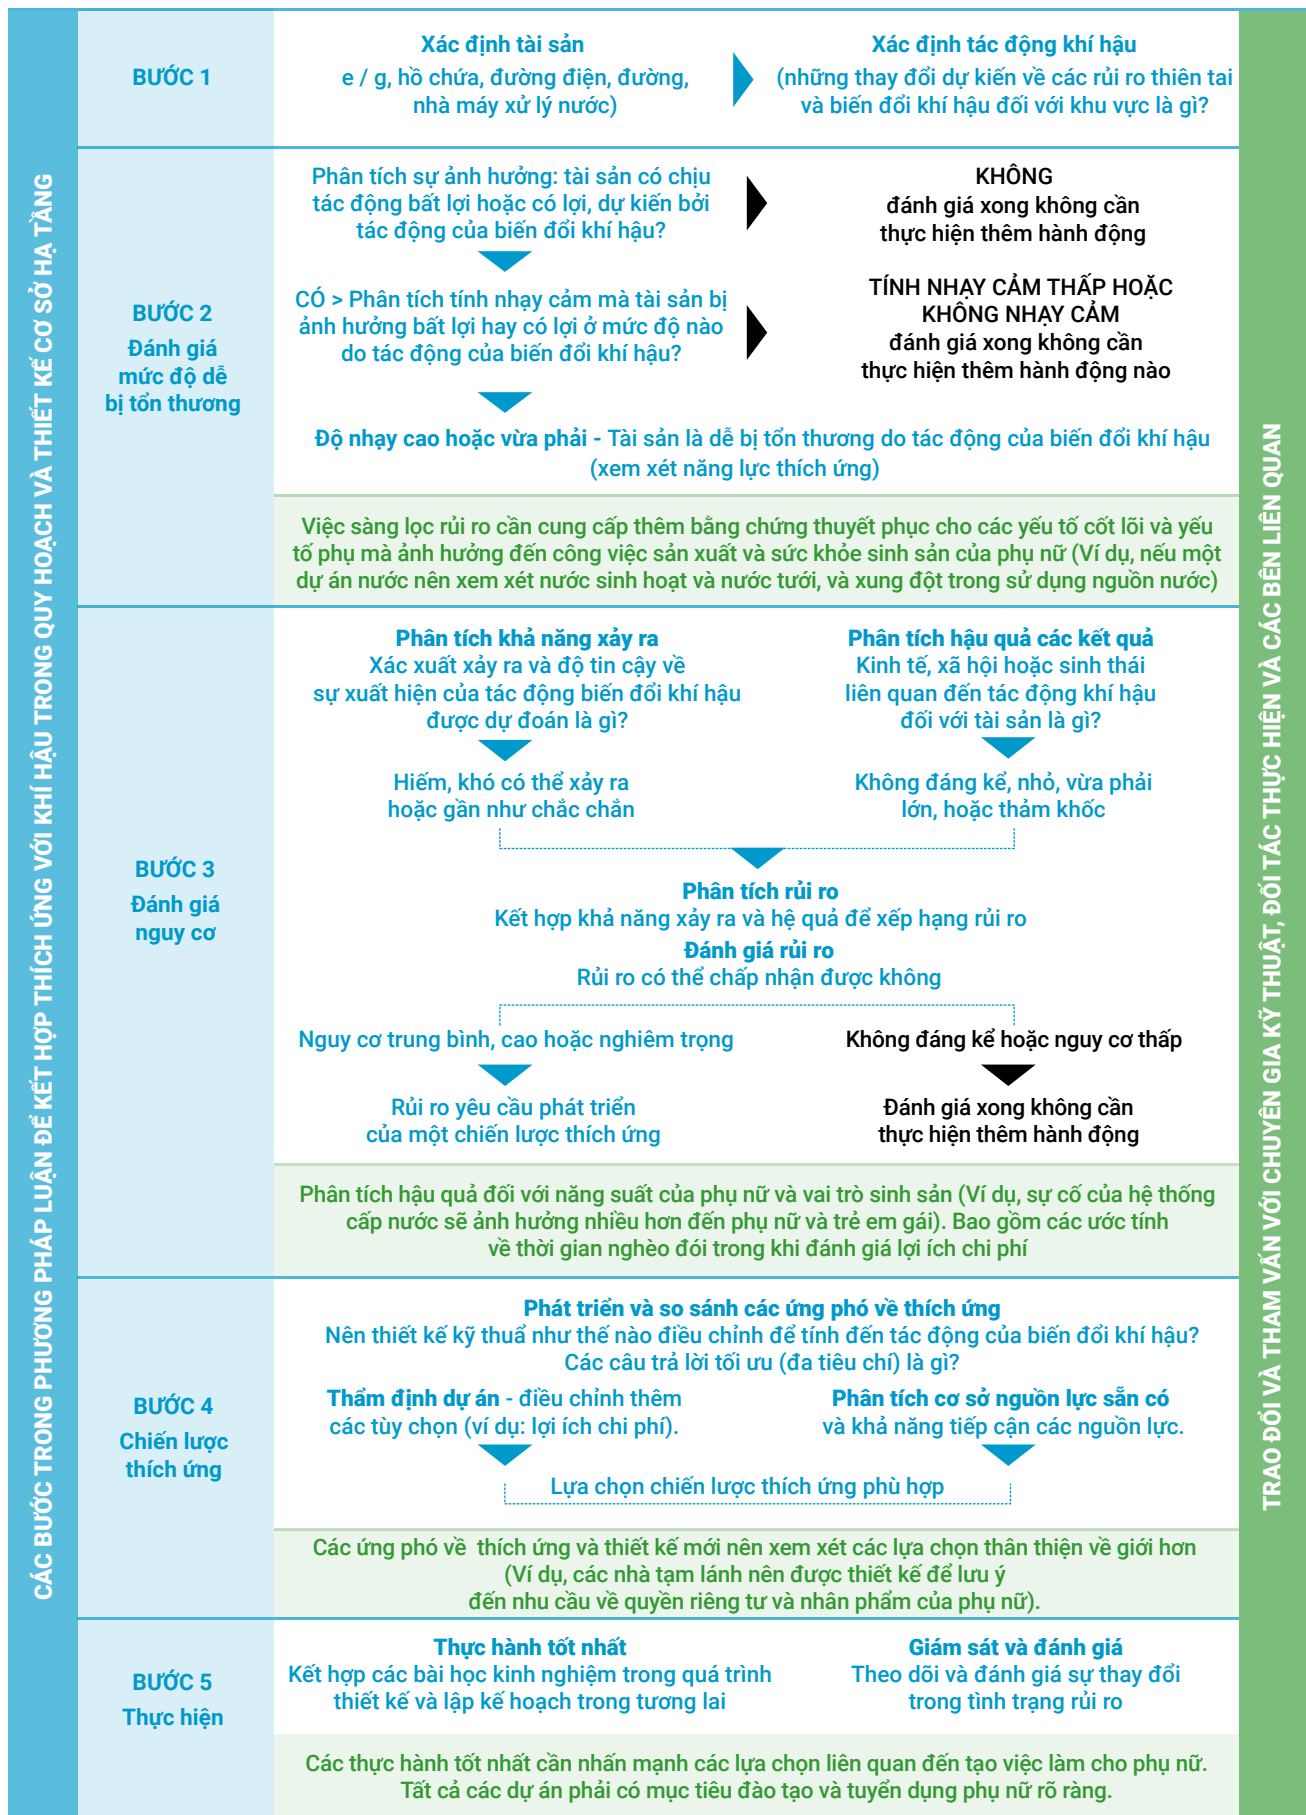 CÁC BƯỚC TRONG PHƯƠNG PHÁP LUẬN ĐỂ KẾT HỢP THÍCH ỨNG VỚI KHÍ HẬU TRONG QUY HOẠCH VÀ THIẾT KẾ CƠ SỞ HẠ TẦNG
BƯỚC 1
Xác định tài sản
e / g, hồ chứa, đường điện, đường,
nhà máy xử lý nước)
Xác định tác động khí hậu
(những thay đổi dự kiến về các rủi ro thiên tai
và biến đổi khí hậu đối với khu vực là gì?
BƯỚC 2
Đánh giá
mức độ dễ
bị tổn thương
Phân tích sự ảnh hưởng: tài sản có chịu
tác động bất lợi hoặc có lợi, dự kiến bởi
tác động của biến đổi khí hậu?
KHÔNG
đánh giá xong không cần
thực hiện thêm hành động
CÓ > Phân tích tính nhạy cảm mà tài sản bị
ảnh hưởng bất lợi hay có lợi ở mức độ nào
do tác động của biến đổi khí hậu?
TÍNH NHẠY CẢM THẤP HOẶC
KHÔNG NHẠY CẢM
đánh giá xong không cần
thực hiện thêm hành động nào
Độ nhạy cao hoặc vừa phải - Tài sản là dễ bị tổn thương do tác động của biến đổi khí hậu
(xem xét năng lực thích ứng)
Việc sàng lọc rủi ro cần cung cấp thêm bằng chứng thuyết phục cho các yếu tố cốt lõi và yếu
tố phụ mà ảnh hưởng đến công việc sản xuất và sức khỏe sinh sản của phụ nữ (Ví dụ, nếu một
dự án nước nên xem xét nước sinh hoạt và nước tưới, và xung đột trong sử dụng nguồn nước)
BƯỚC 3
Đánh giá
nguy cơ
Phân tích khả năng xảy ra
Xác xuất xảy ra và độ tin cậy về
sự xuất hiện của tác động biến đổi khí hậu
được dự đoán là gì?
Phân tích hậu quả các kết quả
Kinh tế, xã hội hoặc sinh thái
liên quan đến tác động khí hậu
đối với tài sản là gì?
Hiếm, khó có thể xảy ra
hoặc gần như chắc chắn
Không đáng kể, nhỏ, vừa phải
lớn, hoặc thảm khốc
Phân tích rủi ro
Kết hợp khả năng xảy ra và hệ quả để xếp hạng rủi ro
Đánh giá rủi ro
Rủi ro có thể chấp nhận được không
Nguy cơ trung bình, cao hoặc nghiêm trọng
Không đáng kể hoặc nguy cơ thấp
Rủi ro yêu cầu phát triển
của một chiến lược thích ứng
Đánh giá xong không cần
thực hiện thêm hành động
Phân tích hậu quả đối với năng suất của phụ nữ và vai trò sinh sản (Ví dụ, sự cố của hệ thống
cấp nước sẽ ảnh hưởng nhiều hơn đến phụ nữ và trẻ em gái). Bao gồm các ước tính
về thời gian nghèo đói trong khi đánh giá lợi ích chi phí
BƯỚC 4
Chiến lược
thích ứng
Phát triển và so sánh các ứng phó về thích ứng
Nên thiết kế kỹ thuẩ như thế nào điều chỉnh để tính đến tác động của biến đổi khí hậu?
Các câu trả lời tối ưu (đa tiêu chí) là gì?
Thẩm định dự án - điều chỉnh thêm
các tùy chọn (ví dụ: lợi ích chi phí).
Phân tích cơ sở nguồn lực sẵn có
và khả năng tiếp cận các nguồn lực.
Lựa chọn chiến lược thích ứng phù hợp
Các ứng phó về thích ứng và thiết kế mới nên xem xét các lựa chọn thân thiện về giới hơn
(Ví dụ, các nhà tạm lánh nên được thiết kế để lưu ý
đến nhu cầu về quyền riêng tư và nhân phẩm của phụ nữ).
BƯỚC 5
Thực hiện
Thực hành tốt nhất
Kết hợp các bài học kinh nghiệm trong quá trình
thiết kế và lập kế hoạch trong tương lai
Giám sát và đánh giá
Theo dõi và đánh giá sự thay đổi
trong tình trạng rủi ro
Các thực hành tốt nhất cần nhấn mạnh các lựa chọn liên quan đến tạo việc làm cho phụ nữ.
Tất cả các dự án phải có mục tiêu đào tạo và tuyển dụng phụ nữ rõ ràng.
TRAO ĐỔI VÀ THAM VẤN VỚI CHUYÊN GIA KỸ THUẬT, ĐỐI TÁC THỰC HIỆN VÀ CÁC BÊN LIÊN QUAN